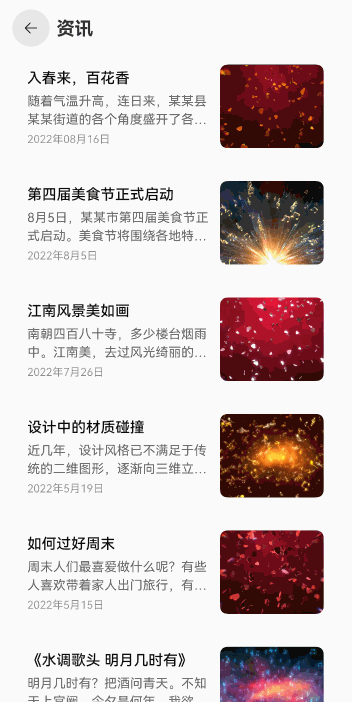 资讯
入春来，百花香
随着气温升高，连日来，某某县
某某街道的各个角度盛开了各...
2022年08月16日
第四届美食节正式启动
8月5日，某某市第四届美食节正
式启动。美食节将围绕各地特...
2022年8月5日
江南风景美如画
南朝四百八十寺，多少楼台烟雨
中。江南美，去过风光绮丽的...
2022年7月26日
设计中的材质碰撞
近几年，设计风格已不满足于传
统的二维图形，逐渐向三维立...
2022年5月19日
如何过好周末
周末人们最喜爱做什么呢？有些
人喜欢带着家人出门旅行，有...
2022年5月15日
《水调歌头 明月几时有》
明月几时有？把酒问青天。不知
天上宫阙，今夕是何年。我欲...